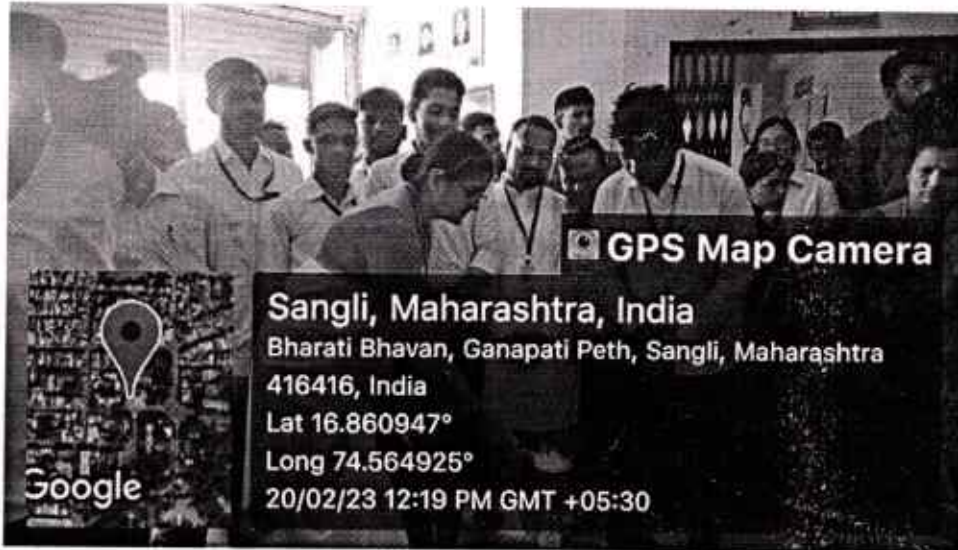 GPS Map Camera
Sangli, Maharashtra, India
Bharati Bhavan, Ganapati Peth, Sangli, Maharashtra
416416, India
Lat 16.860947°
Long 74.564925°
20/02/23 12:19 PM GMT +05:30
Google